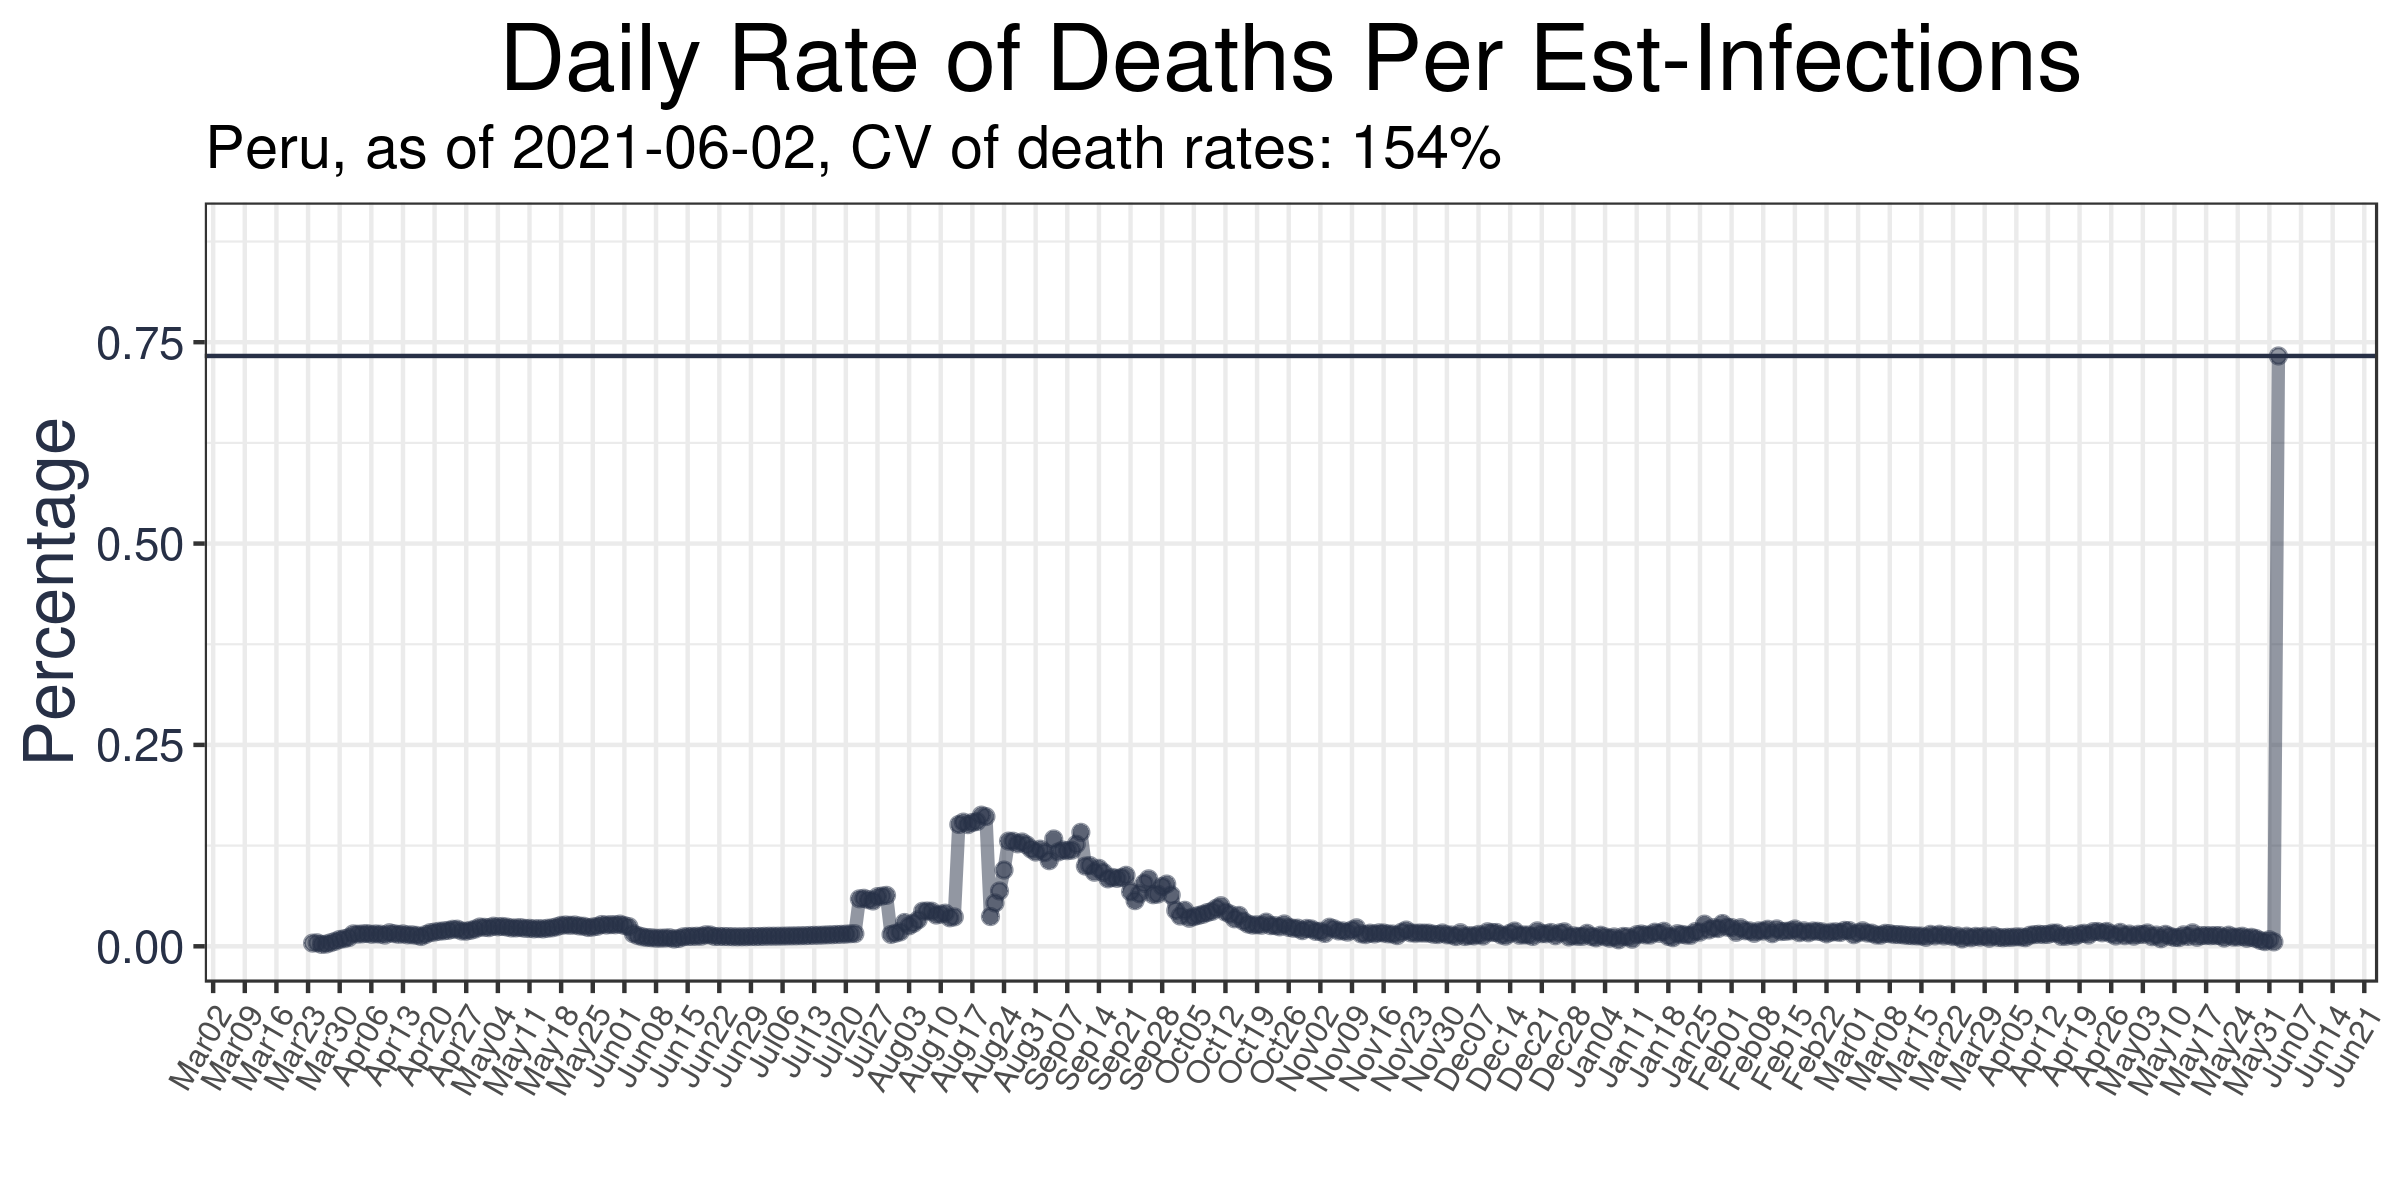 Daily Rate of Deaths Per Est-Infections
Peru, as of 2021-06-02, CV of death rates: 154%
Percentage
0.75
0.50
0.25
0.00
Mar02
Mar09
Mar16
Mar23
Mar30
Apr06
Apr13
Apr20
Apr27
May04
May11
May18
May25
Jun01
Jun08
Jun15
Jun22
Jun29
Jul06
Jul13
Jul20
Jul27
Aug03
Aug10
Aug17
Aug24
Aug31
Sep07
Sep14
Sep21
Sep28
Oct05
Oct12
Oct19
Oct26
Nov02
Nov09
Nov16
Nov23
Nov30
Dec07
Dec14
Dec21
Dec28
Jan04
Jan11
Jan18
Jan25
Feb01
Feb08
Feb15
Feb22
Mar01
Mar08
Mar15
Mar22
Mar29
Apr05
Apr12
Apr19
Apr26
May03
May10
May17
May24
May31
Jun07
Jun14
Jun21